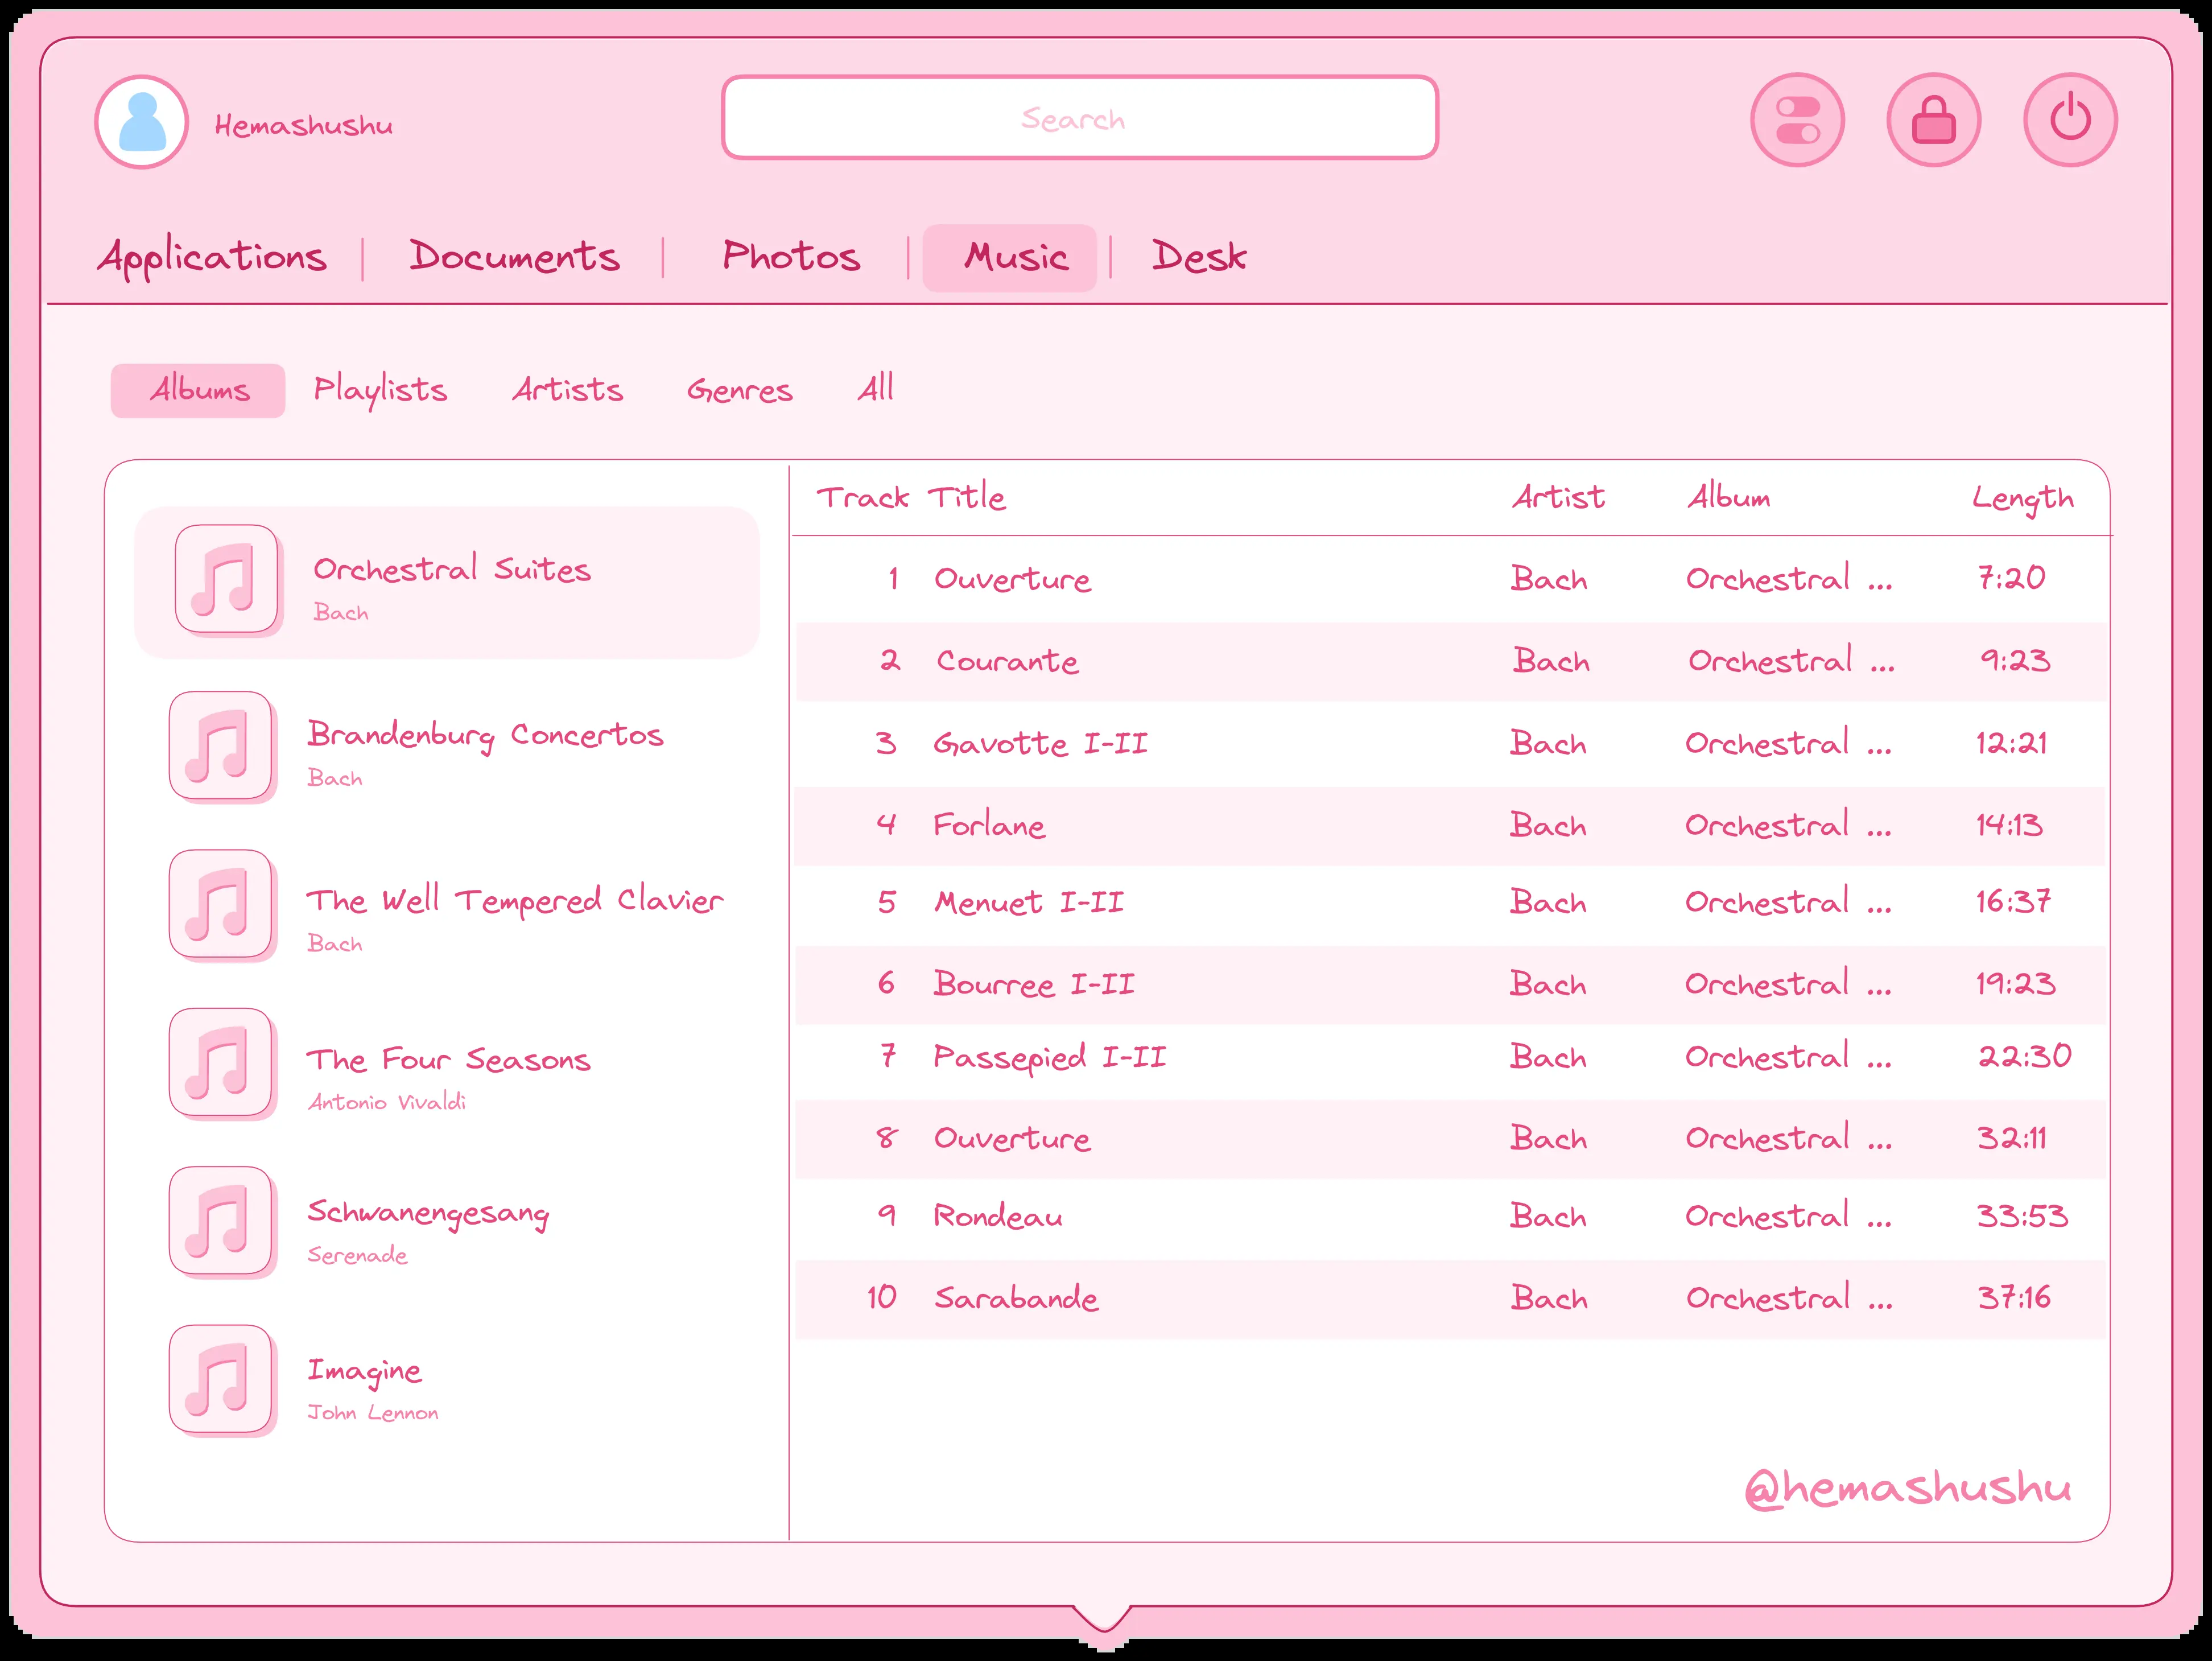 Hemashushu
Search
Applications | Documents | Photos | Music | Desk
Albums Playlists Artists Genres All
Orchestral Suites
Bach
Brandenburg Concertos
Bach
The Well Tempered Clavier
Bach
The Four Seasons
Antonio Vivaldi
Schwanengesang
Serenade
Imagine
John Lennon
Track Title Artist Album Length
1 Ouverture Bach Orchestral ... 7:20
2 Courante Bach Orchestral ... 9:23
3 Gavotte I-II Bach Orchestral ... 12:21
4 Forlane Bach Orchestral ... 14:13
5 Menuet I-II Bach Orchestral ... 16:37
6 Bourree I-II Bach Orchestral ... 19:23
7 Passepied I-II Bach Orchestral ... 22:30
8 Ouverture Bach Orchestral ... 32:11
9 Rondeau Bach Orchestral ... 33:53
10 Sarabande Bach Orchestral ... 37:16
@hemashushu